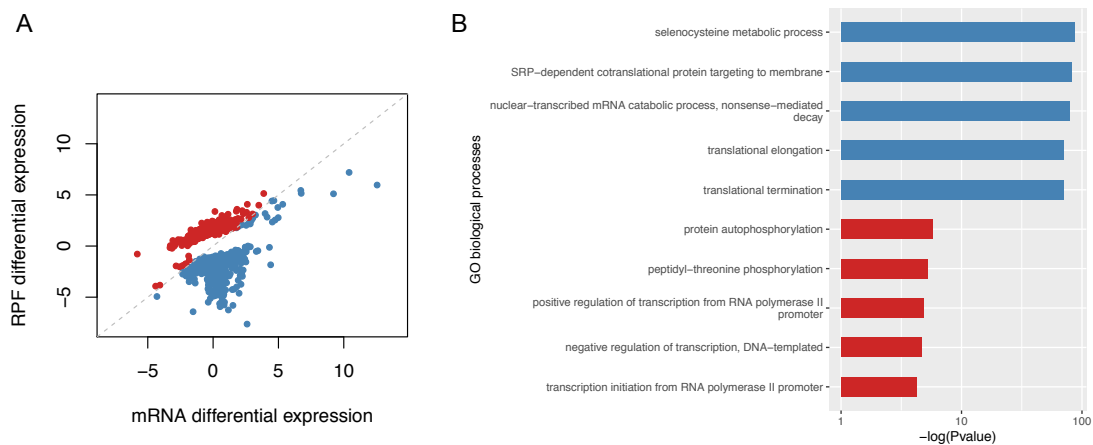 A
RPF differential expression
10
5
0
−5
−5
0
5
10
mRNA differential expression
B
GO biological processes
selenocysteine metabolic process
SRP−dependent cotranslational protein targeting to membrane
nuclear−transcribed mRNA catabolic process, nonsense−mediated
decay
translational elongation
translational termination
protein autophosphorylation
peptidyl−threonine phosphorylation
positive regulation of transcription from RNA polymerase II
promoter
negative regulation of transcription, DNA−templated
transcription initiation from RNA polymerase II promoter
1
10
100
−log(Pvalue)